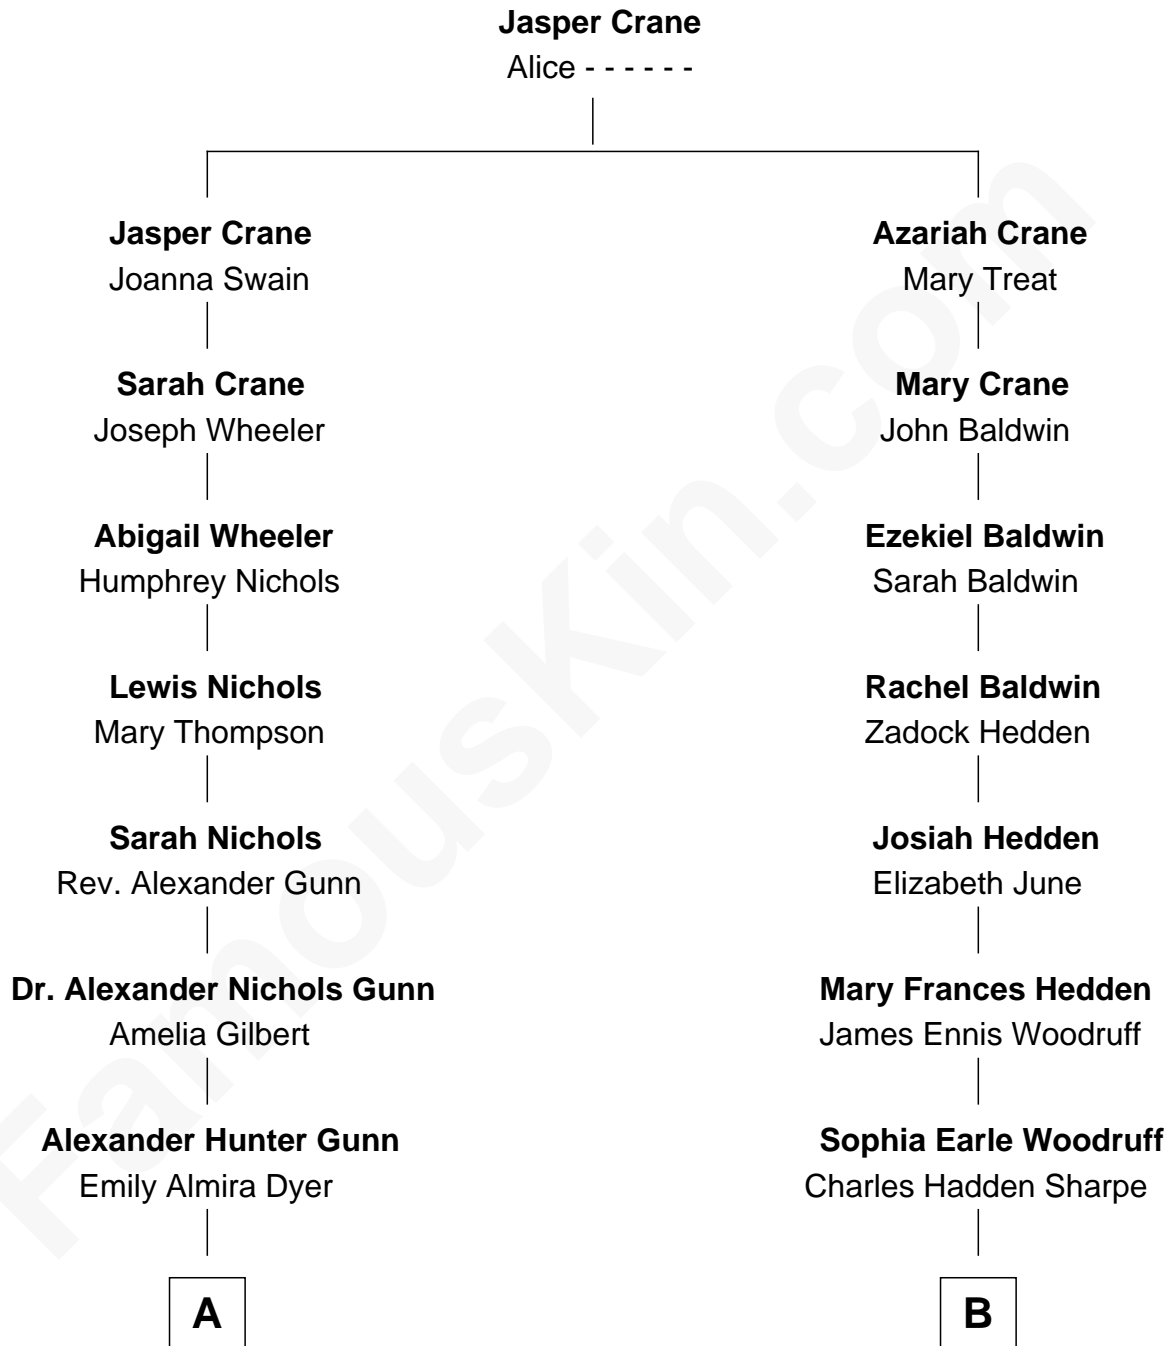 Jasper Crane
Alice - - - - - -
Jasper Crane
Joanna Swain
Sarah Crane
Joseph Wheeler
Abigail Wheeler
Humphrey Nichols
Lewis Nichols
Mary Thompson
Sarah Nichols
Rev. Alexander Gunn
Dr. Alexander Nichols Gunn
Amelia Gilbert
Alexander Hunter Gunn
Emily Almira Dyer
A
Azariah Crane
Mary Treat
Mary Crane
John Baldwin
Ezekiel Baldwin
Sarah Baldwin
Rachel Baldwin
Zadock Hedden
Josiah Hedden
Elizabeth June
Mary Frances Hedden
James Ennis Woodruff
Sophia Earle Woodruff
Charles Hadden Sharpe
B
FamousKin.com